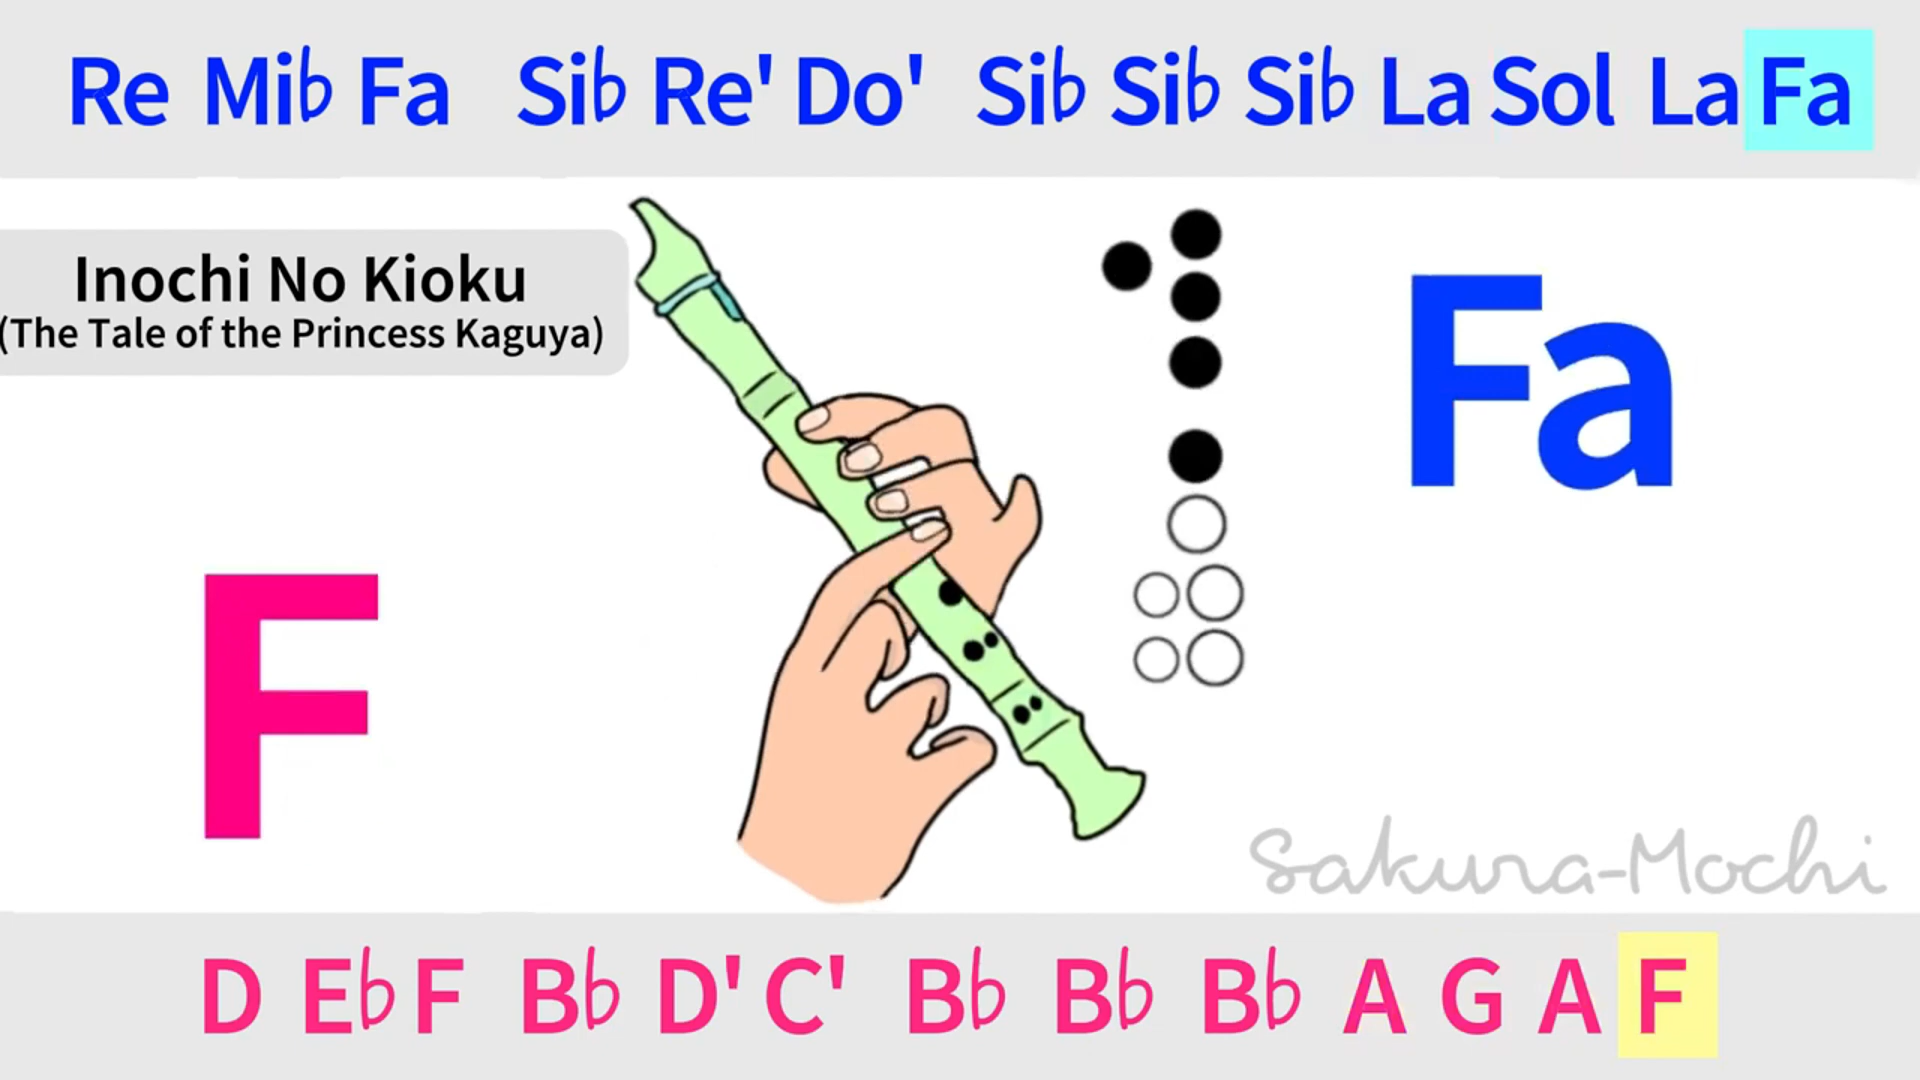 Re Mi♭ Fa Si♭ Re' Do' Si♭ Si♭ Si♭ La Sol La Fa
Inochi No Kioku
(The Tale of the Princess Kaguya)
Fa
F
Sakura-Mochi
D E♭ F B♭ D' C' B♭ B♭ B♭ A G A F